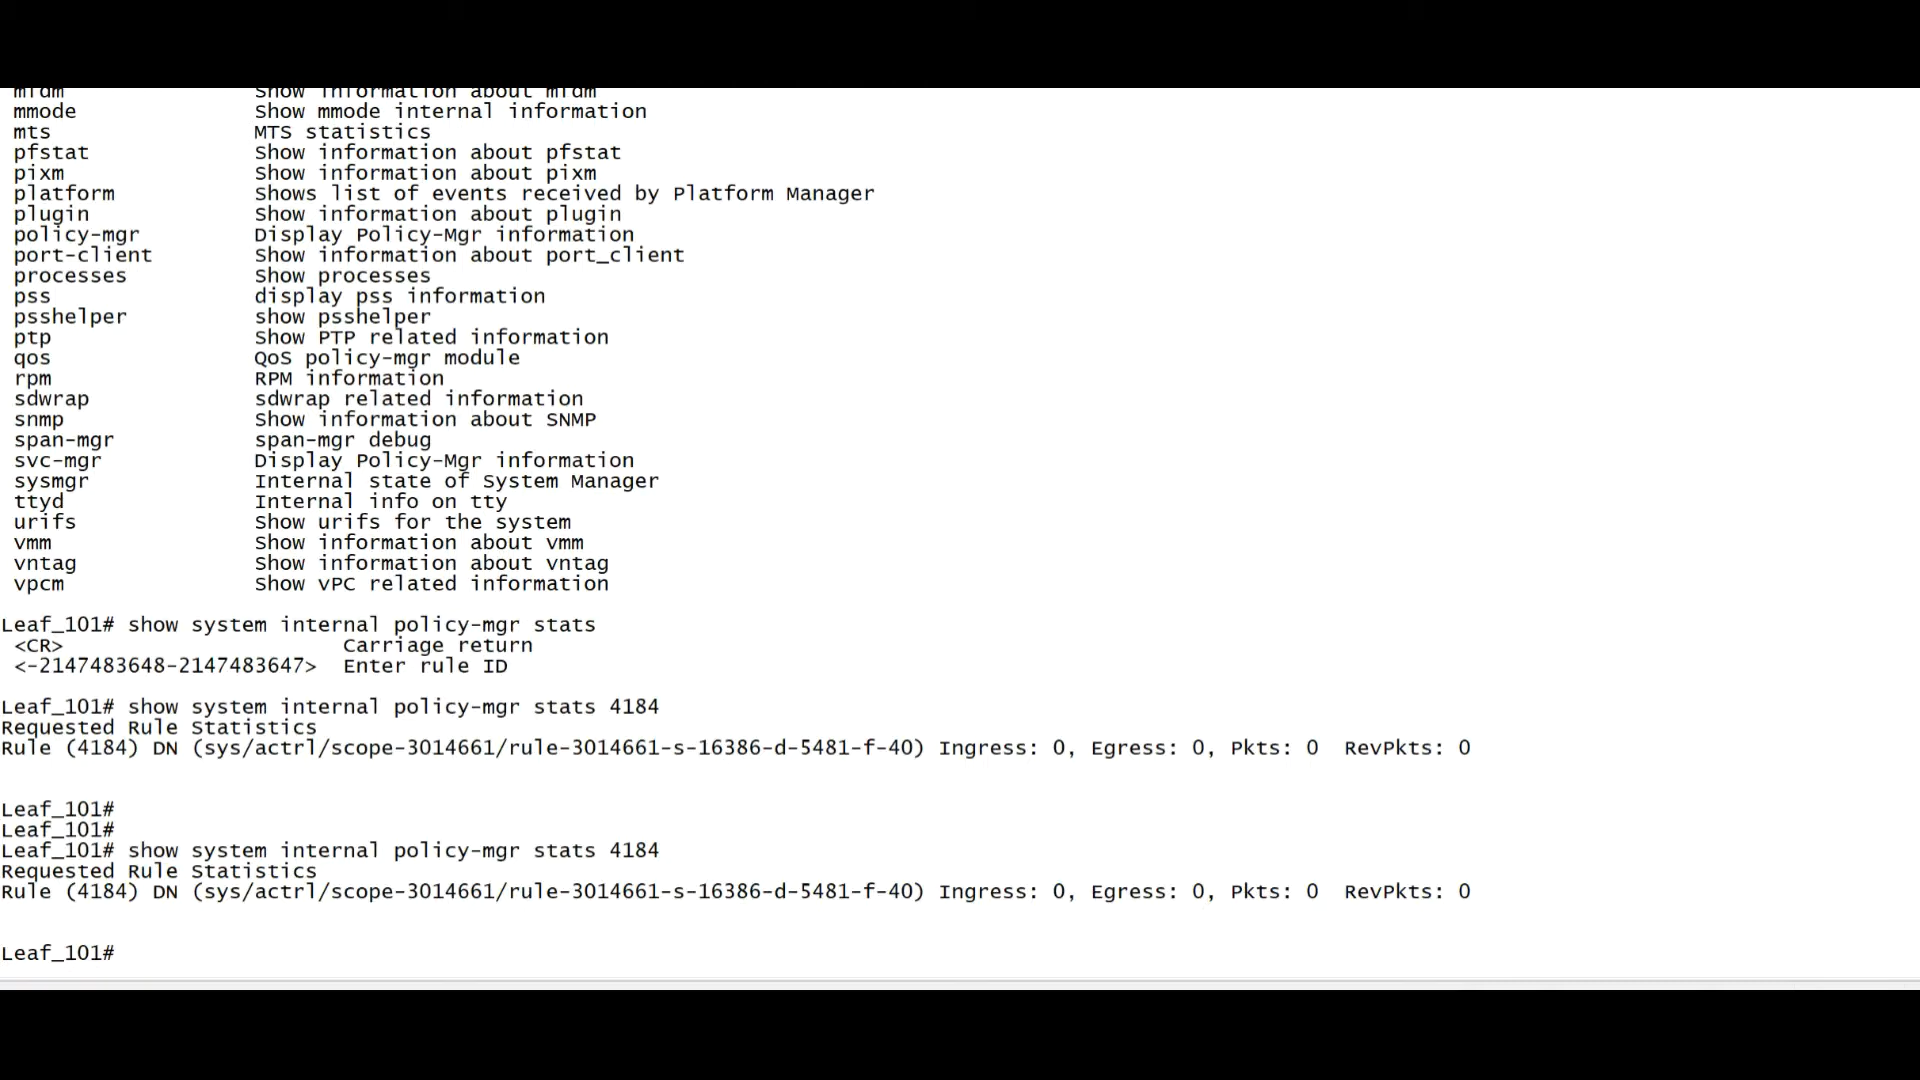 mfdm Show information about mfdm
mmode Show mmode internal information
mts MTS statistics
pfstat Show information about pfstat
pixm Show information about pixm
platform Shows list of events received by Platform Manager
plugin Show information about plugin
policy-mgr Display Policy-Mgr information
port-client Show information about port_client
processes Show processes
pss display pss information
psshelper show psshelper
ptp Show PTP related information
qos QoS policy-mgr module
rpm RPM information
sdwrap sdwrap related information
snmp Show information about SNMP
span-mgr span-mgr debug
svc-mgr Display Policy-Mgr information
sysmgr Internal state of System Manager
ttyd Internal info on tty
urifs Show urifs for the system
vmm Show information about vmm
vntag Show information about vntag
vpcm Show vPC related information
Leaf_101# show system internal policy-mgr stats
<CR> Carriage return
<-2147483648-2147483647> Enter rule ID
Leaf_101# show system internal policy-mgr stats 4184
Requested Rule Statistics
Rule (4184) DN (sys/actrl/scope-3014661/rule-3014661-s-16386-d-5481-f-40) Ingress: 0, Egress: 0, Pkts: 0 RevPkts: 0
Leaf_101#
Leaf_101#
Leaf_101# show system internal policy-mgr stats 4184
Requested Rule Statistics
Rule (4184) DN (sys/actrl/scope-3014661/rule-3014661-s-16386-d-5481-f-40) Ingress: 0, Egress: 0, Pkts: 0 RevPkts: 0
Leaf_101#